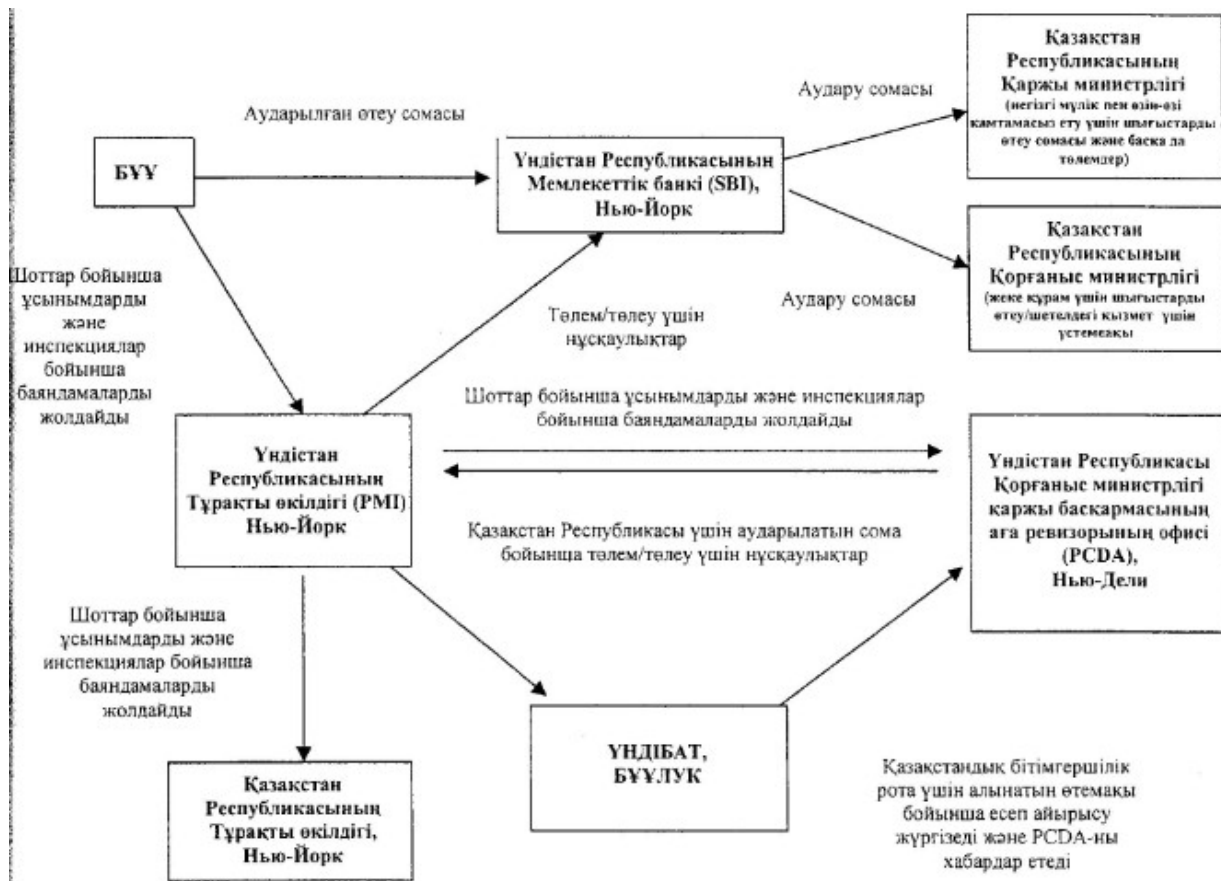 Қазақстан
Республикасының
Қаржы министрлігі
(негізгі мүлік пен өзін-өзі
қамтамасыз ету үшін шығыстарды
өтеу сомасы және басқа да
төлемдер)
Аудару сомасы
Аударылған өтеу сомасы
БҰҰ
Үндістан Республикасының
Мемлекеттік банкі (SBI),
Нью-Йорк
Қазақстан
Республикасының
Қорғаныс министрлігі
(жеке құрам үшін шығыстарды
өтеу/шетелдегі қызмет үшін
үстемеақы
Аудару сомасы
Шоттар бойынша
ұсынымдарды
және
инспекциялар
бойынша
баяндамаларды
жолдайды
Төлем/төлеу үшін
нұсқаулықтар
Шоттар бойынша ұсынымдарды және инспекциялар
бойынша баяндамаларды жолдайды
Үндістан
Республикасының
Тұрақты өкілдігі (PMI)
Нью-Йорк
Үндістан Республикасы
Қорғаныс министрлігі
қаржы басқармасының
аға ревизорының офисі
(PCDA),
Нью-Дели
Қазақстан Республикасы үшін аударылатын сома
бойынша төлем/төлеу үшін нұсқаулықтар
Шоттар бойынша
ұсынымдарды және
инспекциялар бойынша
баяндамаларды
жолдайды
ҮНДІБАТ,
БҰҰЛУК
Қазақстандық бітімгершілік
рота үшін алынатын өтемақы
бойынша есеп айырысу
жүргізеді және PCDA-ны
хабардар етеді
Қазақстан
Республикасының
Тұрақты өкілдігі,
Нью-Йорк